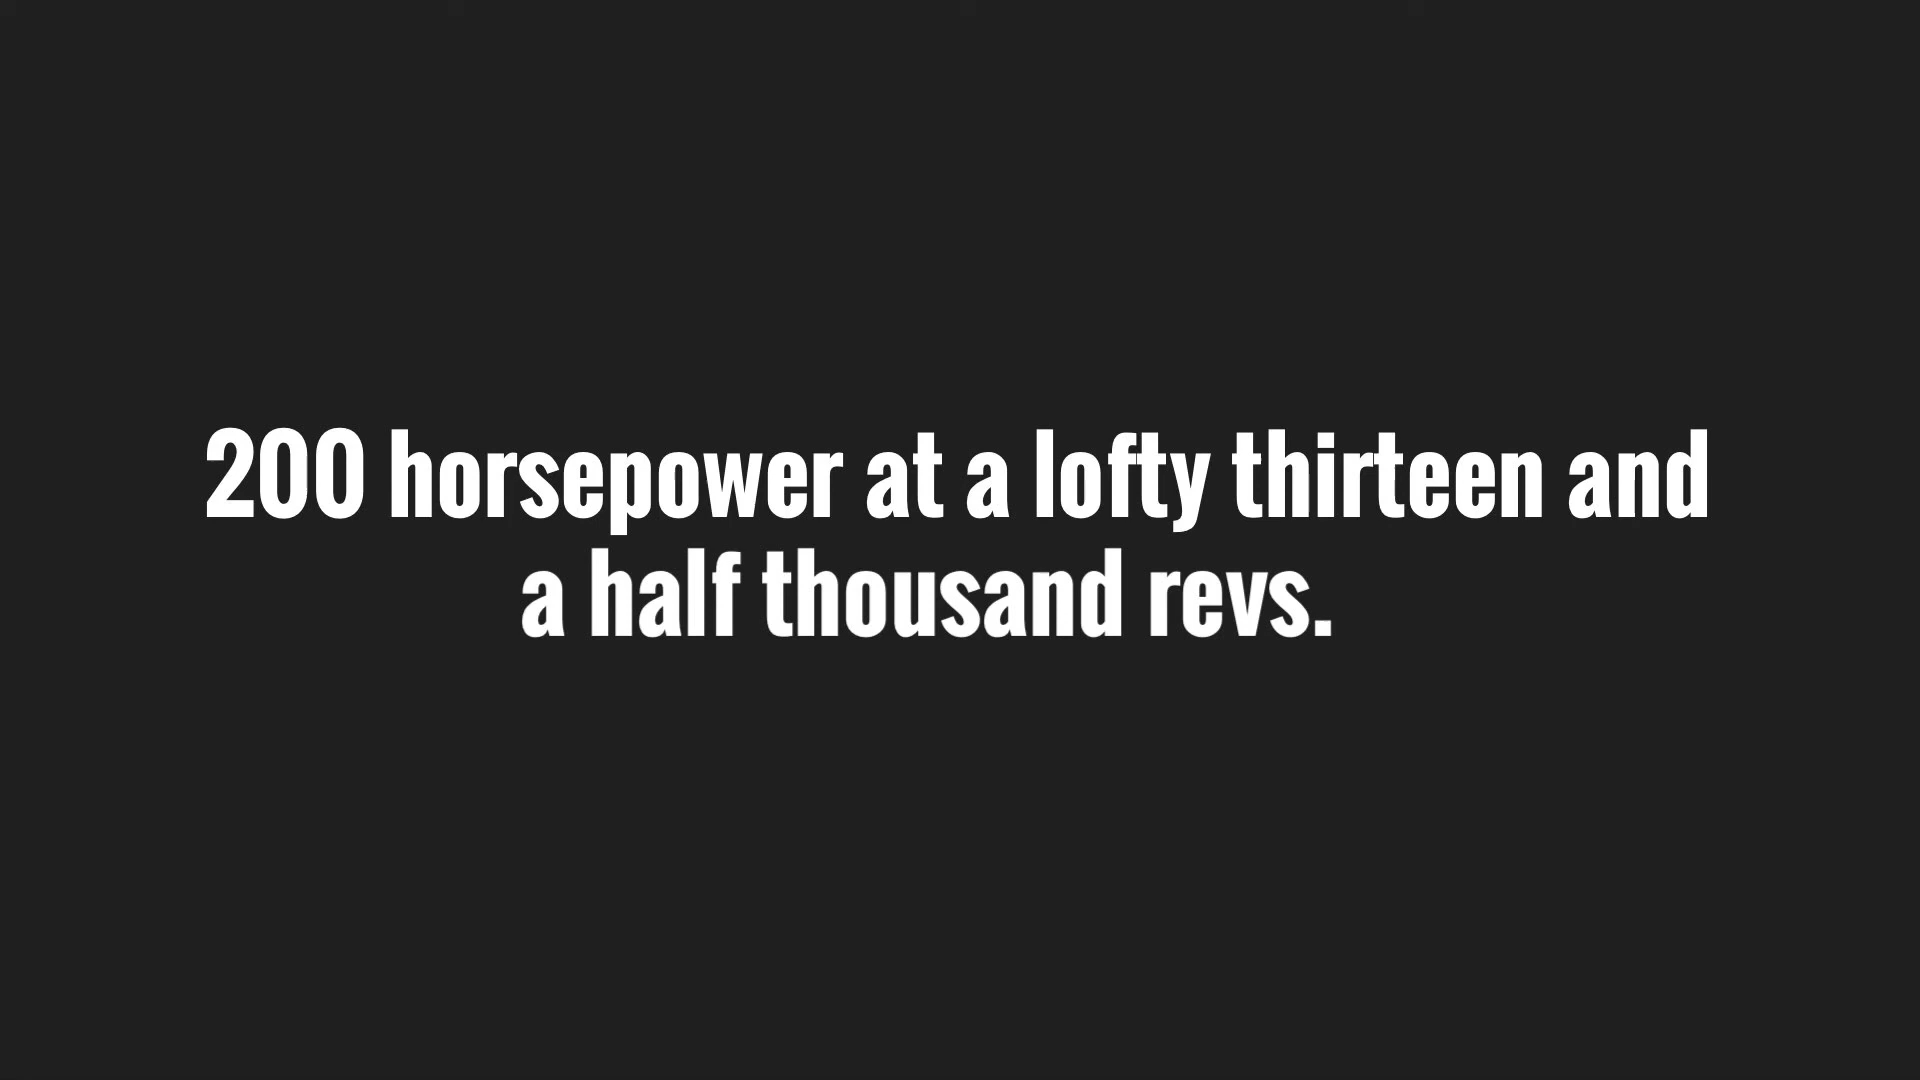 200 horsepower at a lofty thirteen and
a half thousand revs.